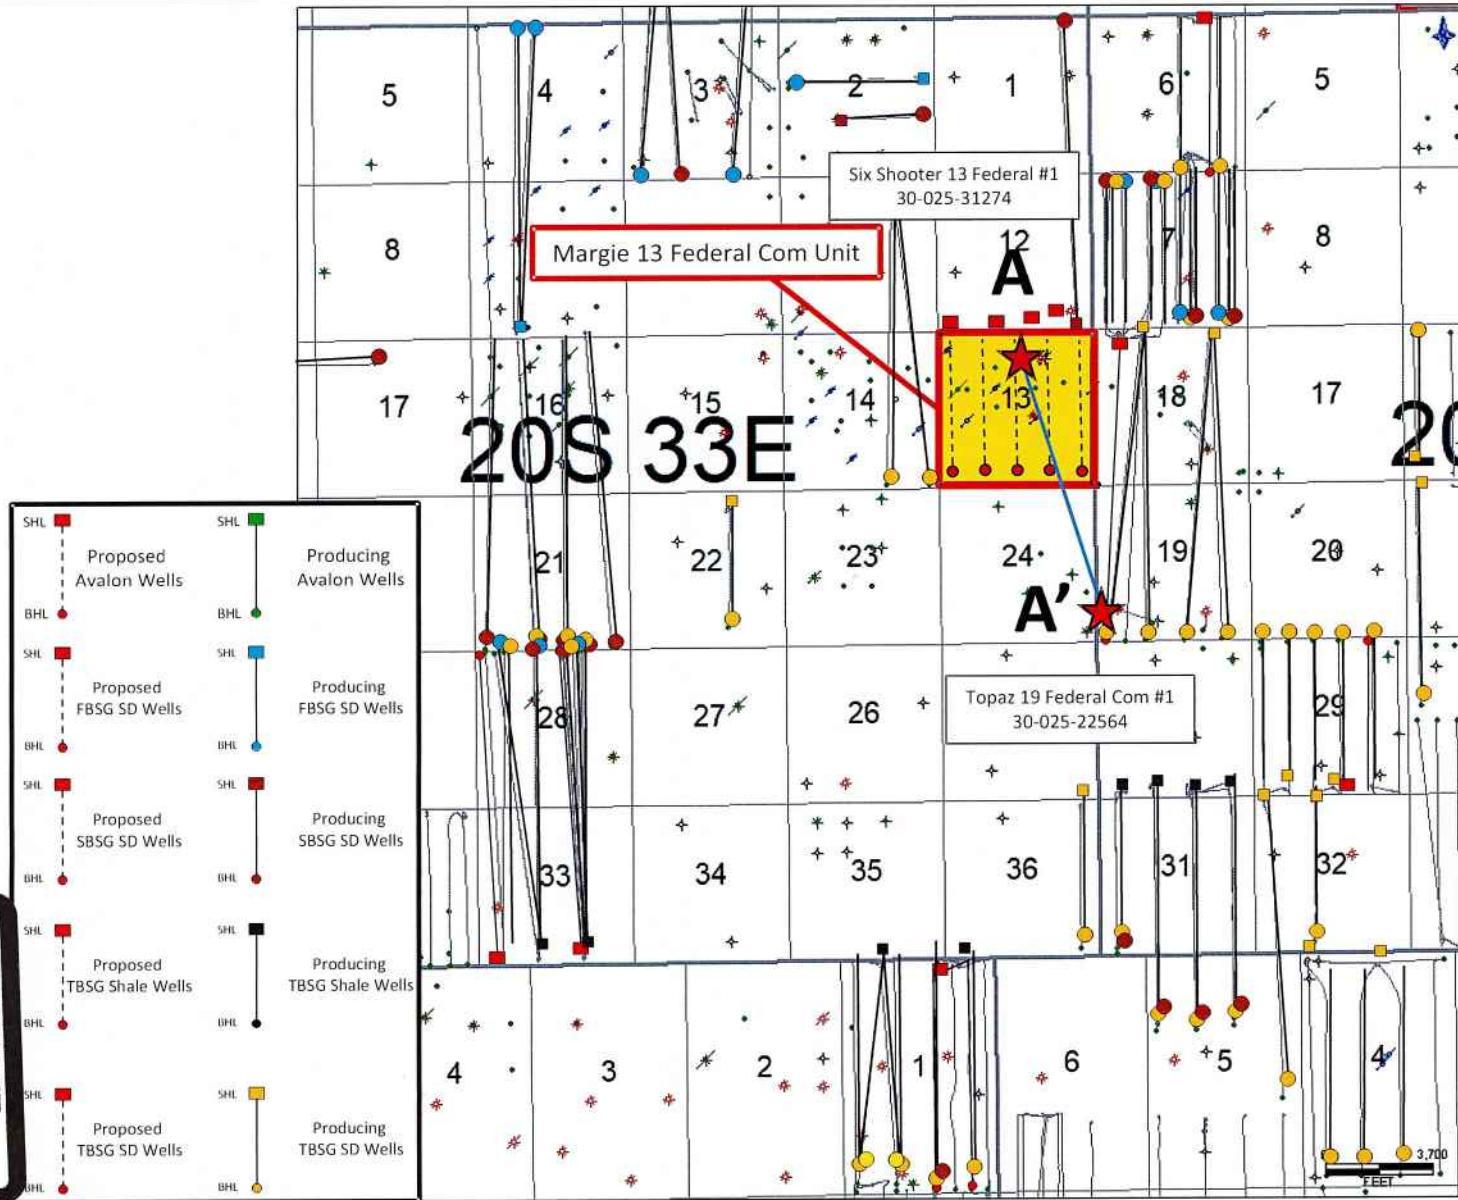 5
4
3
2
1
6
5
Six Shooter 13 Federal #1
30-025-31274
8
Margie 13 Federal Com Unit
12
7
8
A
17
16
15
14
13
18
17
20S 33E
20
21
22
23
24
19
20
A'
28
27
26
Topaz 19 Federal Com #1
30-025-22564
29
33
34
35
36
31
32
4
3
2
1
6
5
4
3,700
FEET
SHL
Proposed
Avalon Wells
BHL
SHL
Producing
Avalon Wells
BHL
SHL
Proposed
FBSG SD Wells
BHL
SHL
Producing
FBSG SD Wells
BHL
SHL
Proposed
SBSG SD Wells
BHL
SHL
Producing
SBSG SD Wells
BHL
SHL
Proposed
TBSG Shale Wells
BHL
SHL
Producing
TBSG Shale Wells
BHL
SHL
Proposed
TBSG SD Wells
BHL
SHL
Producing
TBSG SD Wells
BHL